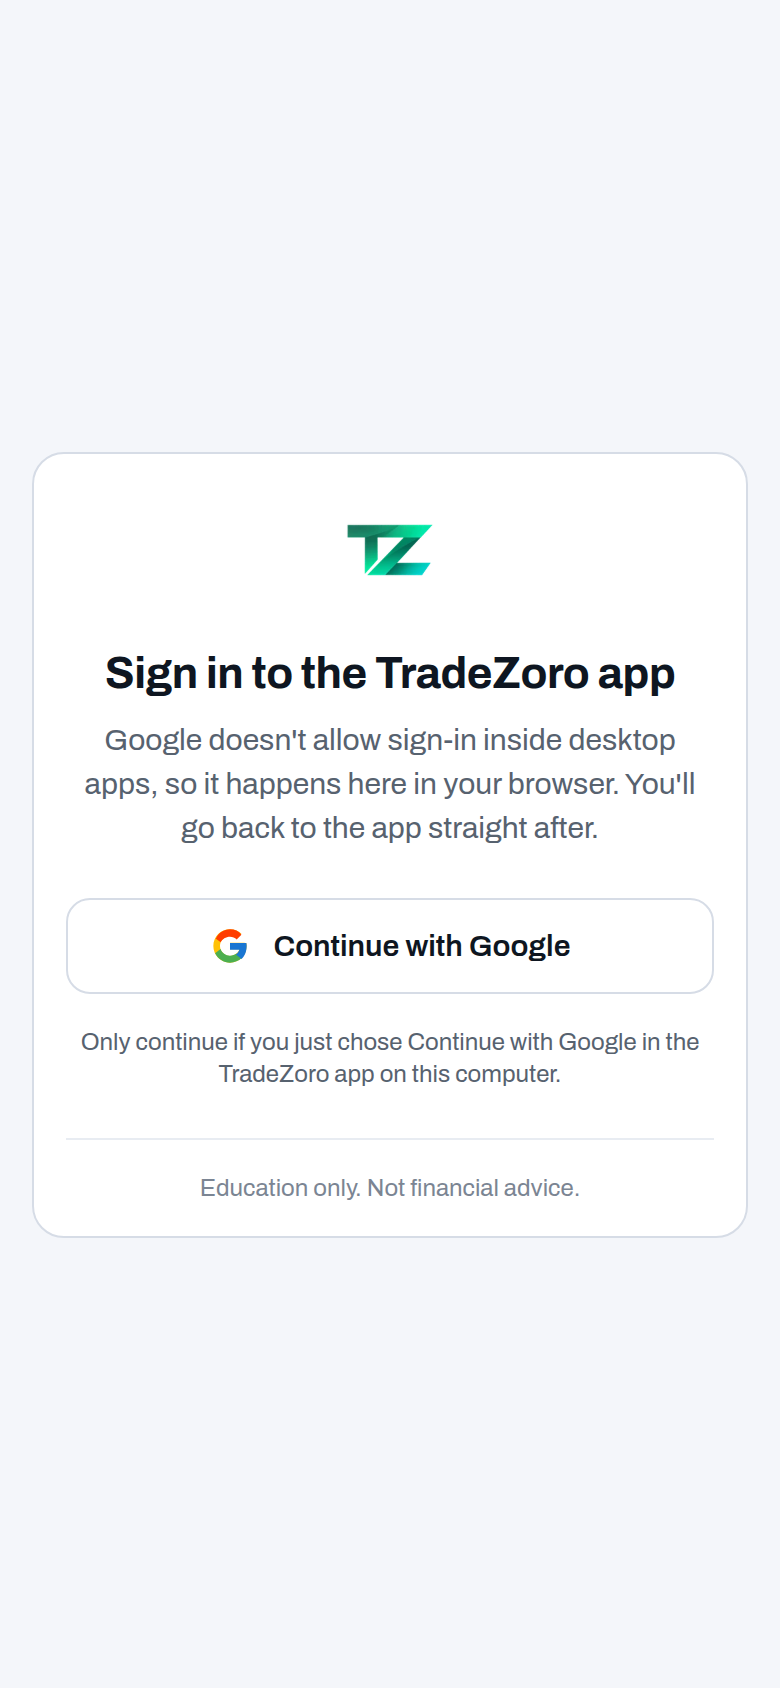 TZ
Sign in to the TradeZoro app
Google doesn't allow sign-in inside desktop
apps, so it happens here in your browser. You'll
go back to the app straight after.
Continue with Google
Only continue if you just chose Continue with Google in the
TradeZoro app on this computer.
Education only. Not financial advice.